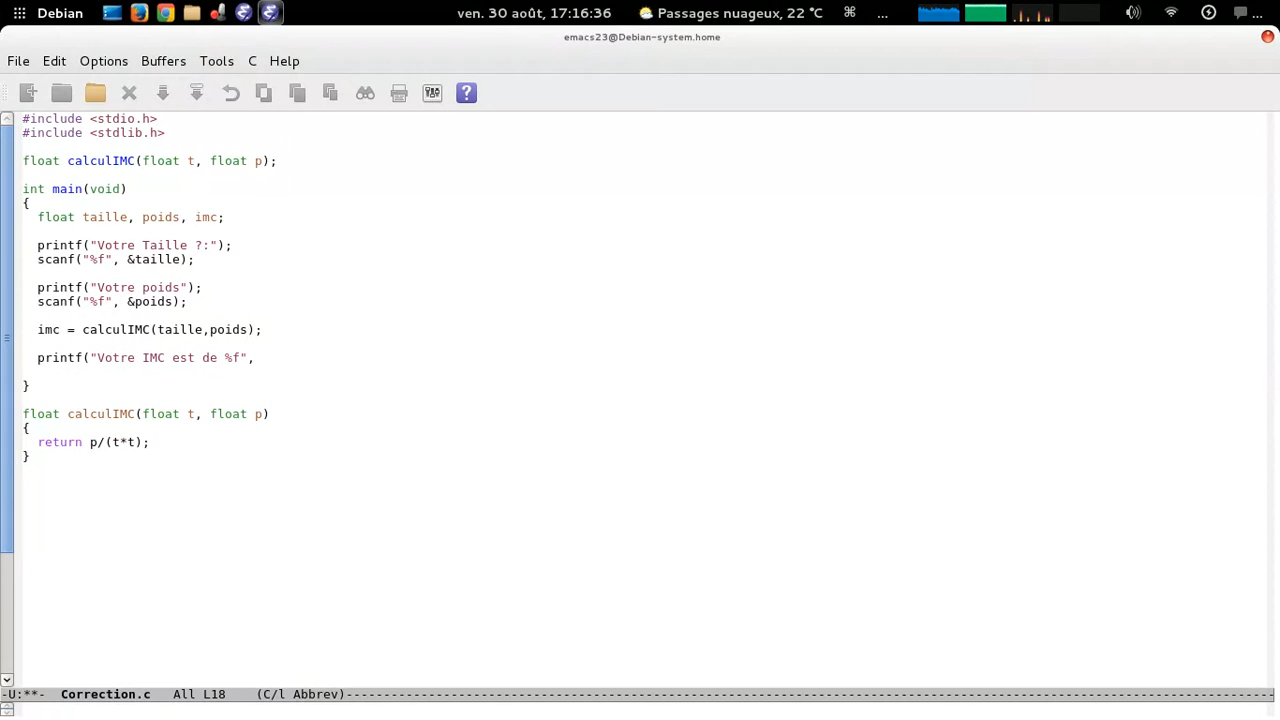 Debian ven. 30 août, 17:16:36 Passages nuageux, 22 °C ⌘ ... ...
emacs23@Debian-system.home
File Edit Options Buffers Tools C Help
#include <stdio.h>
#include <stdlib.h>
float calculIMC(float t, float p);
int main(void)
{
float taille, poids, imc;
printf("Votre Taille ?:");
scanf("%f", &taille);
printf("Votre poids");
scanf("%f", &poids);
imc = calculIMC(taille,poids);
printf("Votre IMC est de %f",
}
float calculIMC(float t, float p)
{
return p/(t*t);
}
-U:**- Correction.c All L18 (C/l Abbrev)